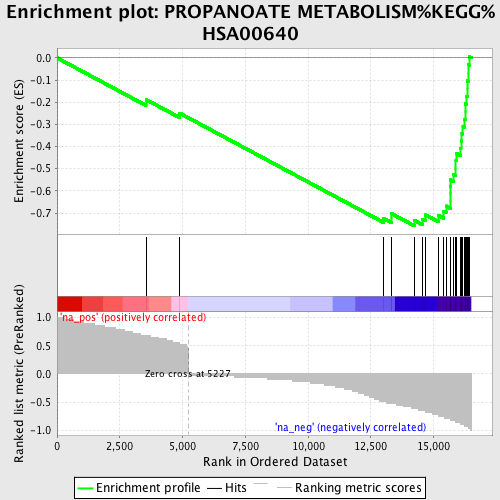 Enrichment plot: PROPANOATE METABOLISM%KEGG%
HSA00640
Enrichment score (ES)
0.0
-0.1
-0.2
-0.3
-0.4
-0.5
-0.6
-0.7
Ranked list metric (PreRanked)
1.0
0.5
0.0
-0.5
-1.0
'na_pos' (positively correlated)
Zero cross at 5227
'na_neg' (negatively correlated)
0 2,500 5,000 7,500 10,000 12,500 15,000
Rank in Ordered Dataset
Enrichment profile Hits Ranking metric scores